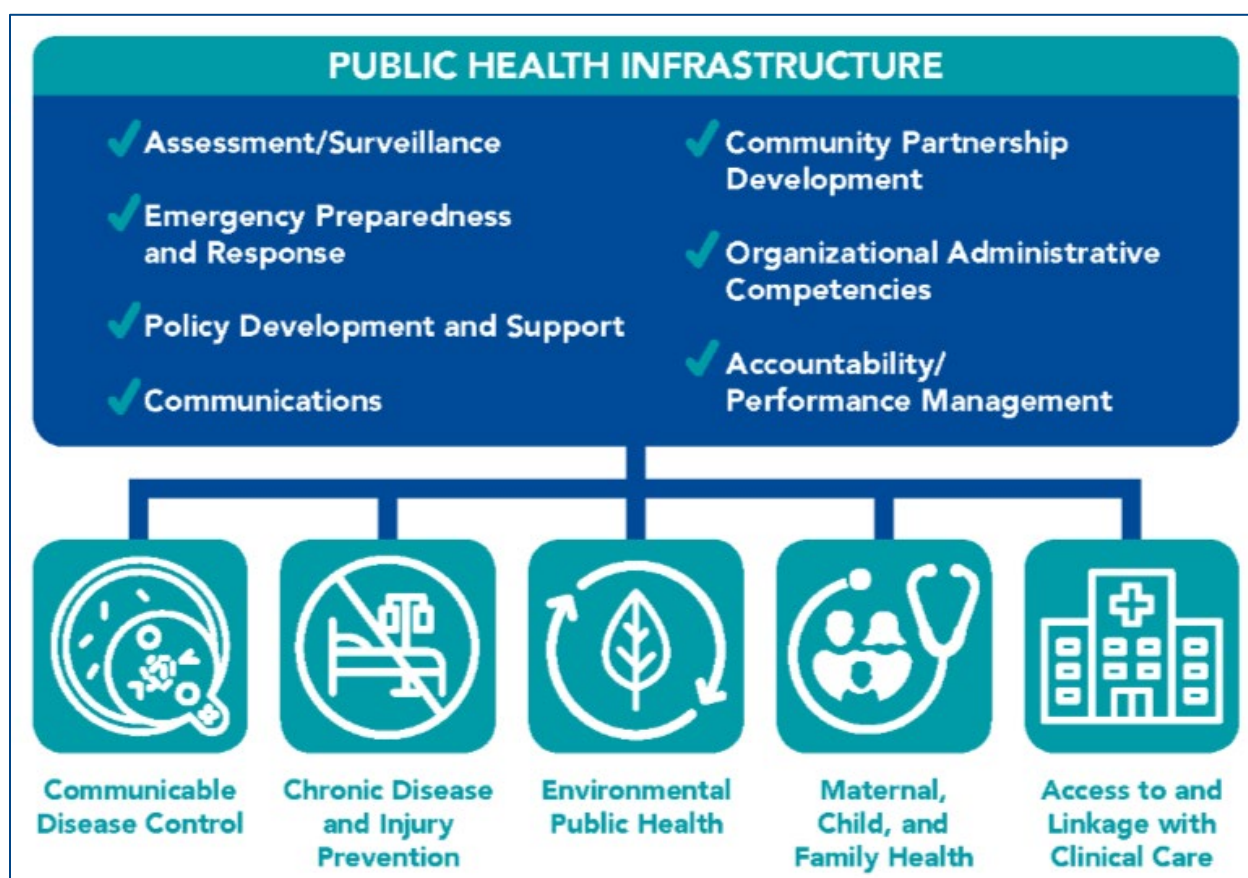 PUBLIC HEALTH INFRASTRUCTURE
Assessment/Surveillance
Emergency Preparedness
and Response
Policy Development and Support
Communications
Community Partnership
Development
Organizational Administrative
Competencies
Accountability/
Performance Management
Communicable
Disease Control
Chronic Disease
and Injury
Prevention
Environmental
Public Health
Maternal,
Child, and
Family Health
Access to and
Linkage with
Clinical Care